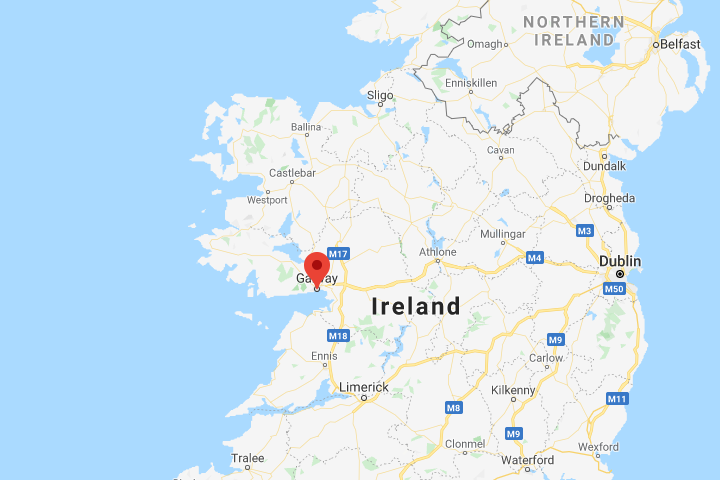 NORTHERN
IRELAND
Belfast
Omagh
Enniskillen
Sligo
Ballina
Cavan
Dundalk
Castlebar
Westport
Drogheda
M3
Mullingar
Athlone
M17
M4
Dublin
Galway
M50
Ireland
M18
M9
Ennis
Carlow
Limerick
Kilkenny
M11
M8
M9
Clonmel
Wexford
Tralee
Waterford